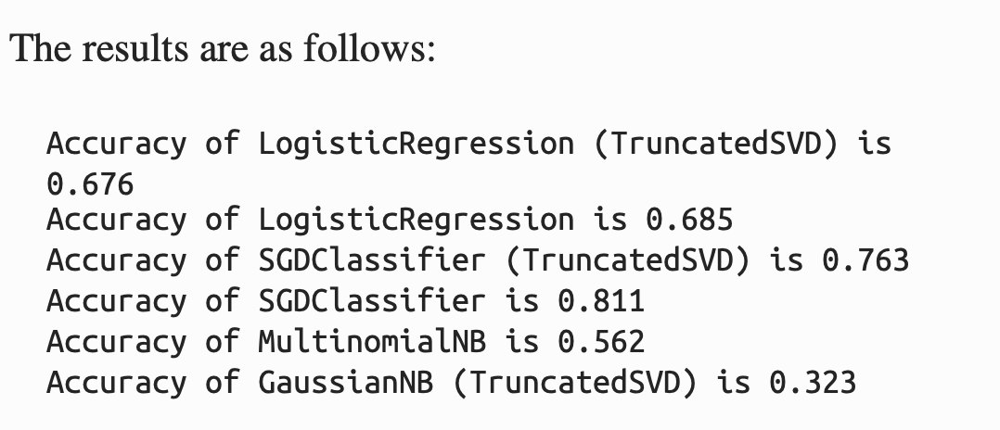 The results are as follows:
Accuracy of LogisticRegression (TruncatedSVD) is
0.676
Accuracy of LogisticRegression is 0.685
Accuracy of SGDClassifier (TruncatedSVD) is 0.763
Accuracy of SGDClassifier is 0.811
Accuracy of MultinomialNB is 0.562
Accuracy of GaussianNB (TruncatedSVD) is 0.323